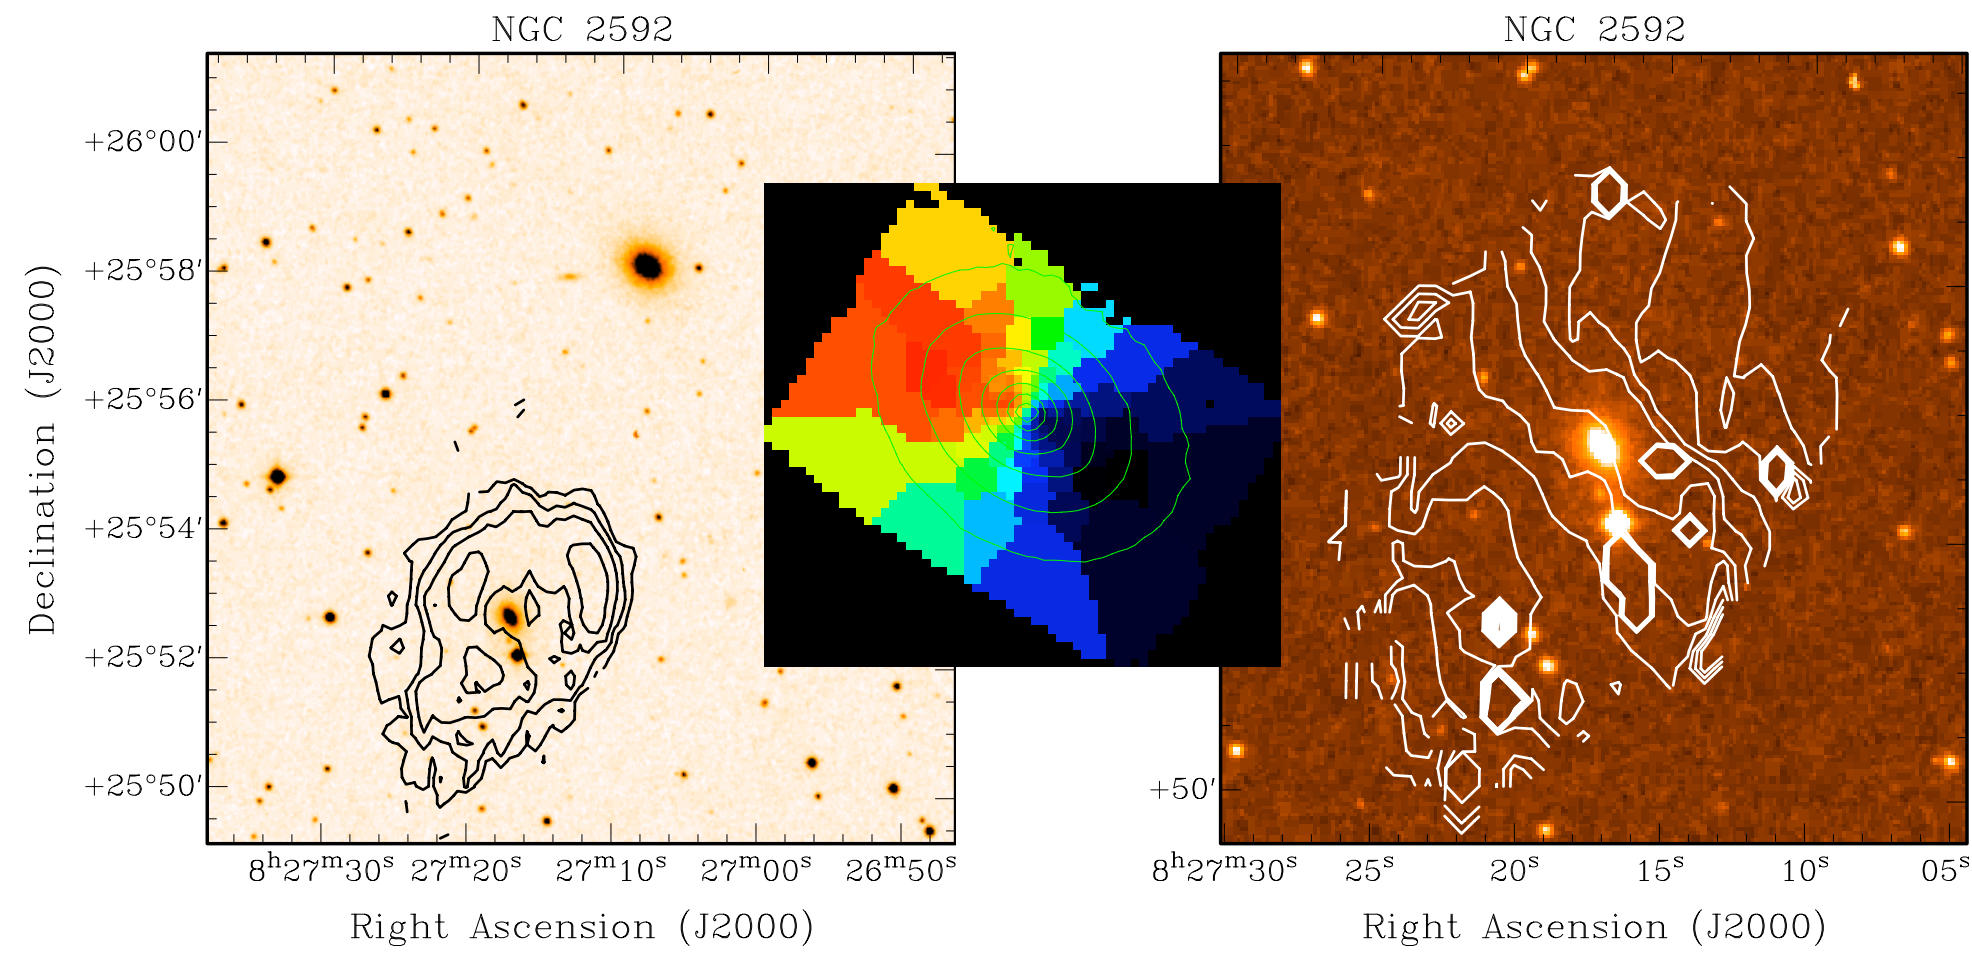 NGC 2592
NGC 2592
+26°00′
+25°58′
+25°56′
+25°54′
+25°52′
+25°50′
Declination (J2000)
8ʰ27ᵐ30ˢ 27ᵐ20ˢ 27ᵐ10ˢ 27ᵐ00ˢ 26ᵐ50ˢ
Right Ascension (J2000)
+50′
8ʰ27ᵐ30ˢ 25ˢ 20ˢ 15ˢ 10ˢ 05ˢ
Right Ascension (J2000)